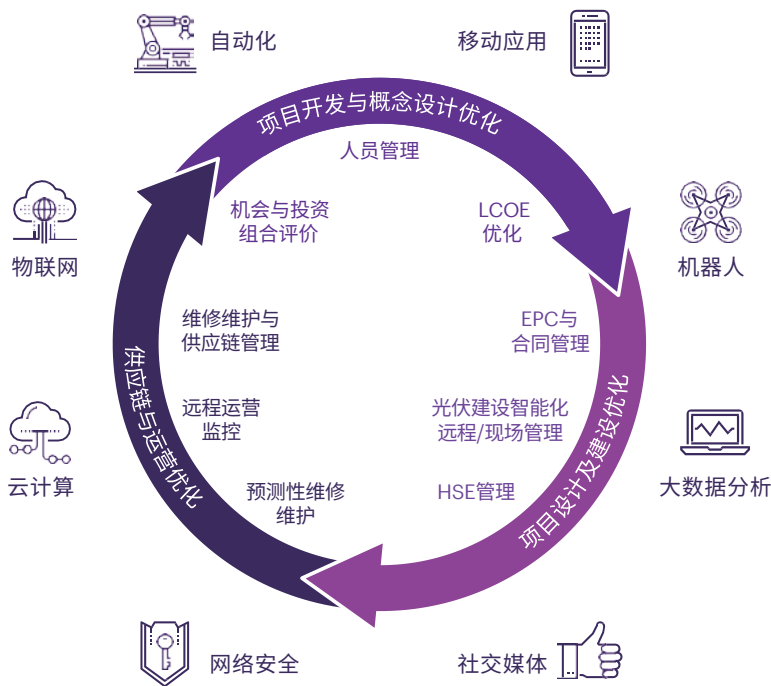 自动化
移动应用
项目开发与概念设计优化
人员管理
机会与投资
组合评价
LCOE
优化
物联网
机器人
维修维护与
供应链管理
EPC与
合同管理
供应链与运营优化
项目设计及建设优化
远程运营
监控
光伏建设智能化
远程/现场管理
云计算
大数据分析
预测性维修
维护
HSE管理
网络安全
社交媒体